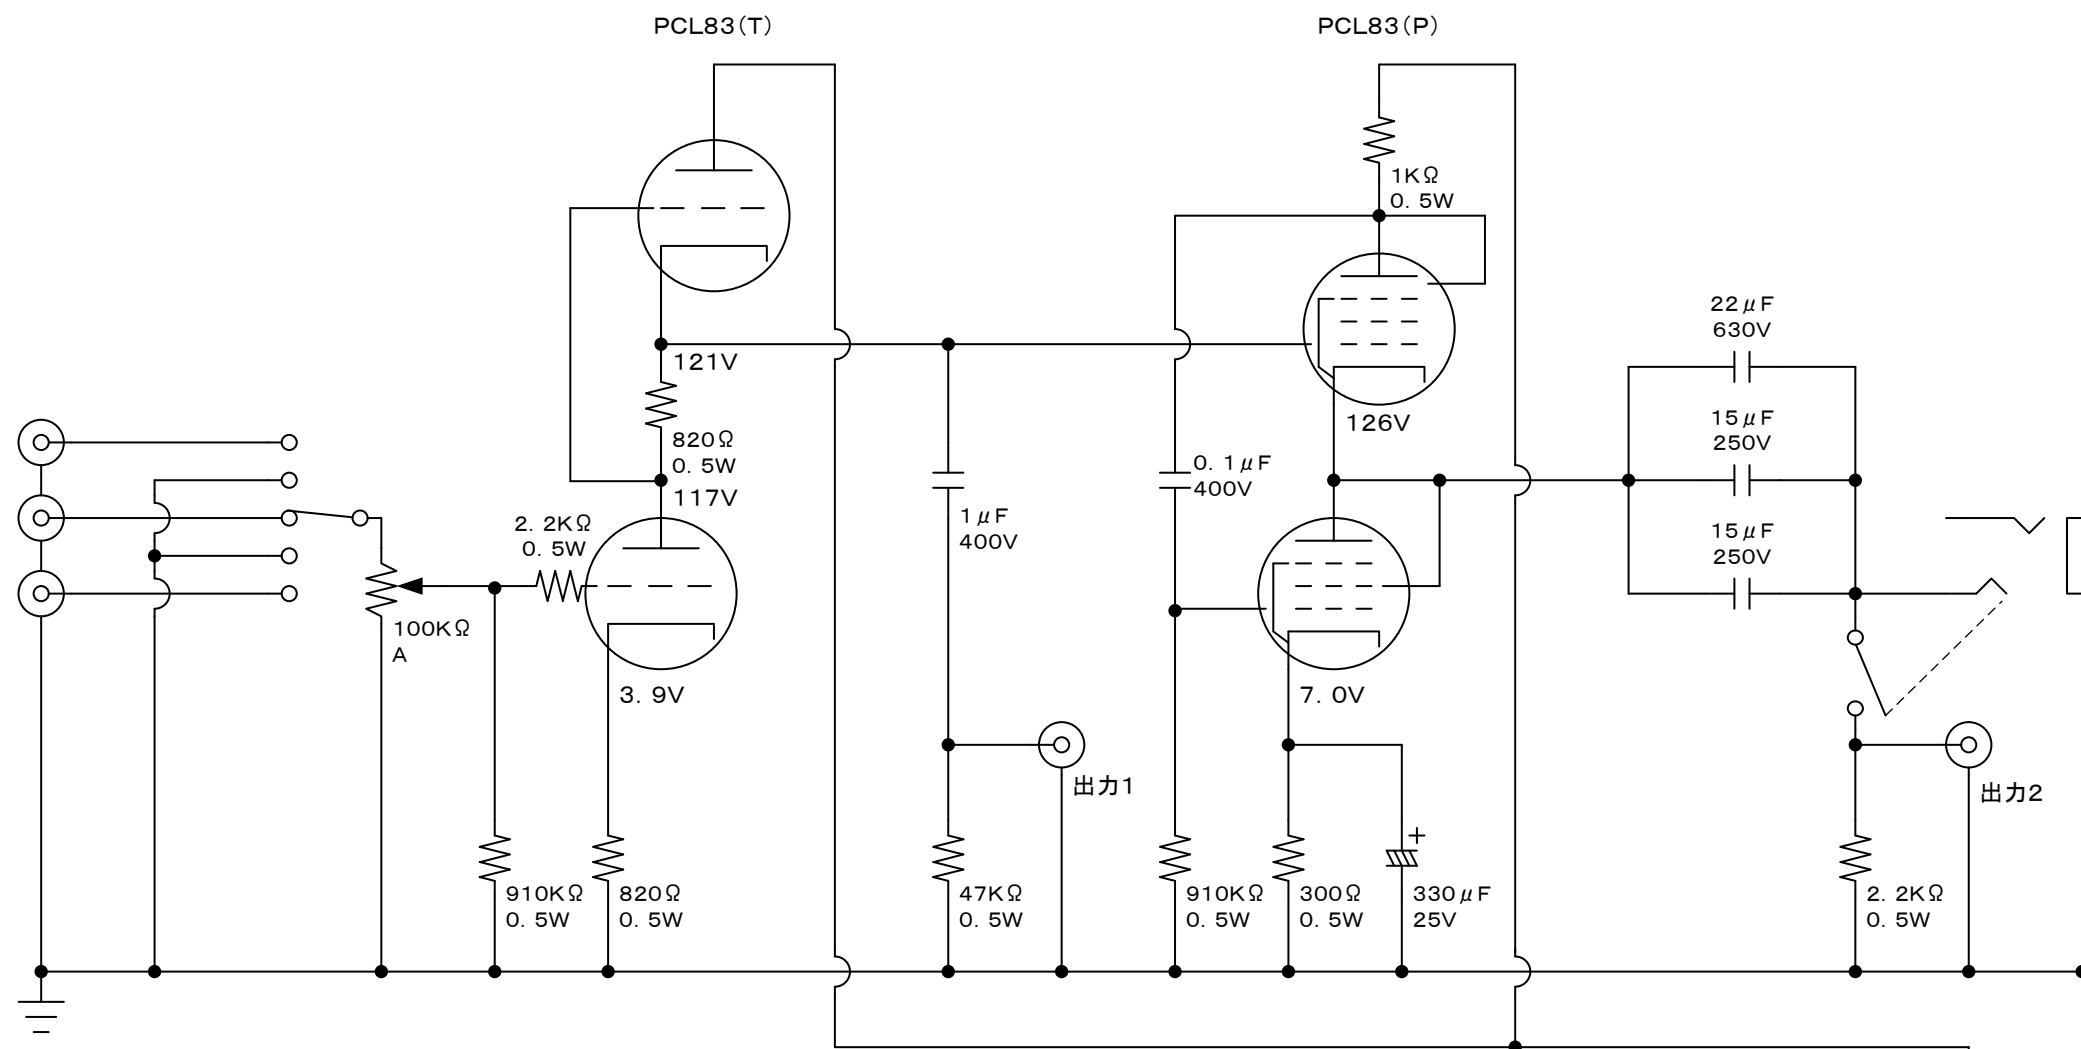 PCL83(T)
PCL83(P)
1KΩ
0. 5W
22μF
630V
121V
126V
15μF
250V
820Ω
0. 5W
117V
0. 1μF
400V
2. 2KΩ
0. 5W
1μF
400V
15μF
250V
100KΩ
A
3. 9V
7. 0V
出力1
出力2
+
910KΩ
0. 5W
820Ω
0. 5W
47KΩ
0. 5W
910KΩ
0. 5W
300Ω
0. 5W
330μF
25V
2. 2KΩ
0. 5W